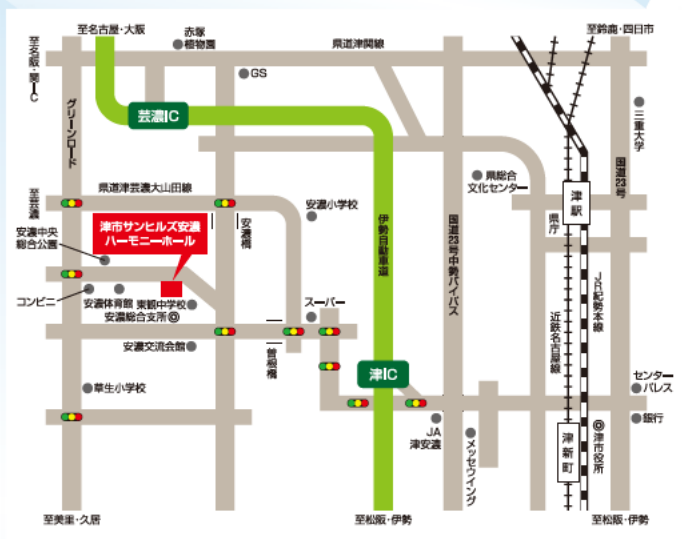 至名古屋・大阪
赤塚
植物園
県道津関線
至鈴鹿・四日市
至名阪・関IC
GS
芸濃IC
グリーンロード
三重大学
国道23号
県総合
文化センター
至芸濃
県道津芸濃大山田線
安濃小学校
津駅
県庁
安濃橋
津市サンヒルズ安濃
ハーモニーホール
安濃中央
総合公園
伊勢自動車道
国道23号中勢バイパス
JR紀勢本線
近鉄名古屋線
コンビニ
安濃体育館
東観中学校
安濃総合支所
スーパー
安濃交流会館
曽根橋
津IC
草生小学校
センター
パレス
JA
津安濃
メッセウイング
津新町
津市役所
銀行
至美里・久居
至松阪・伊勢
至松阪・伊勢